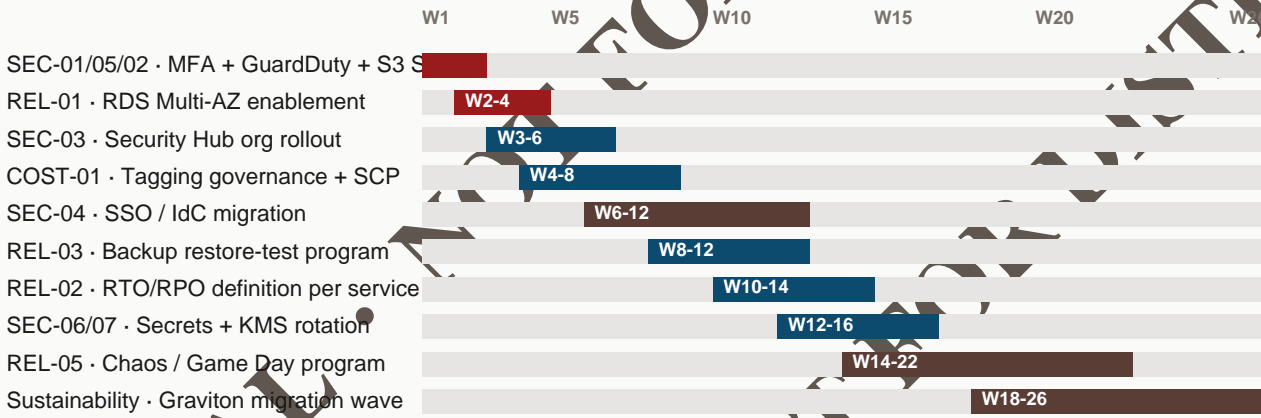 W1 W5 W10 W15 W20
SEC-01/05/02 · MFA + GuardDuty + S3
REL-01 · RDS Multi-AZ enablement W2-4
SEC-03 · Security Hub org rollout W3-6
COST-01 · Tagging governance + SCP W4-8
SEC-04 · SSO / IdC migration W6-12
REL-03 · Backup restore-test program W8-12
REL-02 · RTO/RPO definition per service W10-14
SEC-06/07 · Secrets + KMS rotation W12-16
REL-05 · Chaos / Game Day program W14-22
Sustainability · Graviton migration wave W18-26